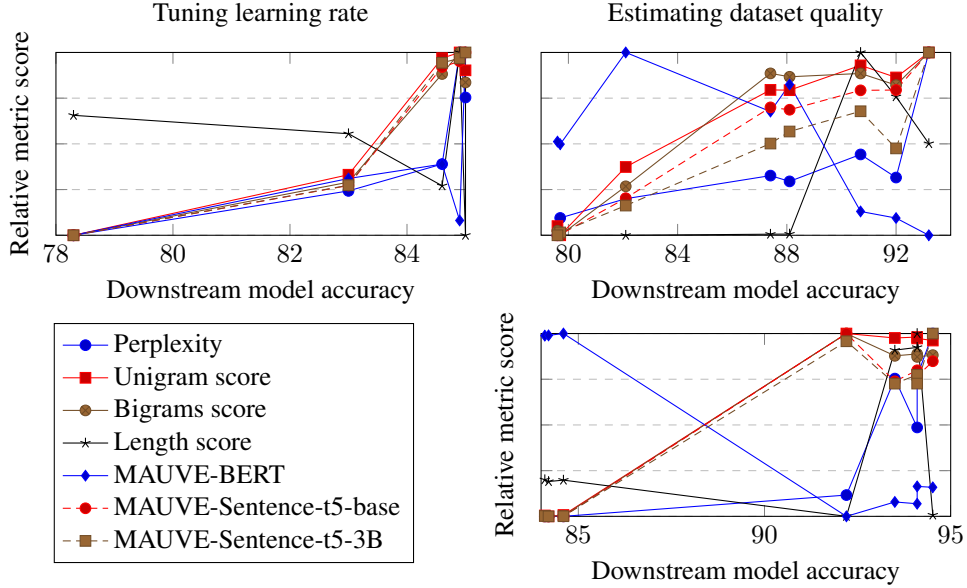 Tuning learning rate
Relative metric score
78 80 82 84
Downstream model accuracy
Estimating dataset quality
80 84 88 92
Downstream model accuracy
Perplexity
Unigram score
Bigrams score
Length score
MAUVE-BERT
MAUVE-Sentence-t5-base
MAUVE-Sentence-t5-3B
Relative metric score
85 90 95
Downstream model accuracy